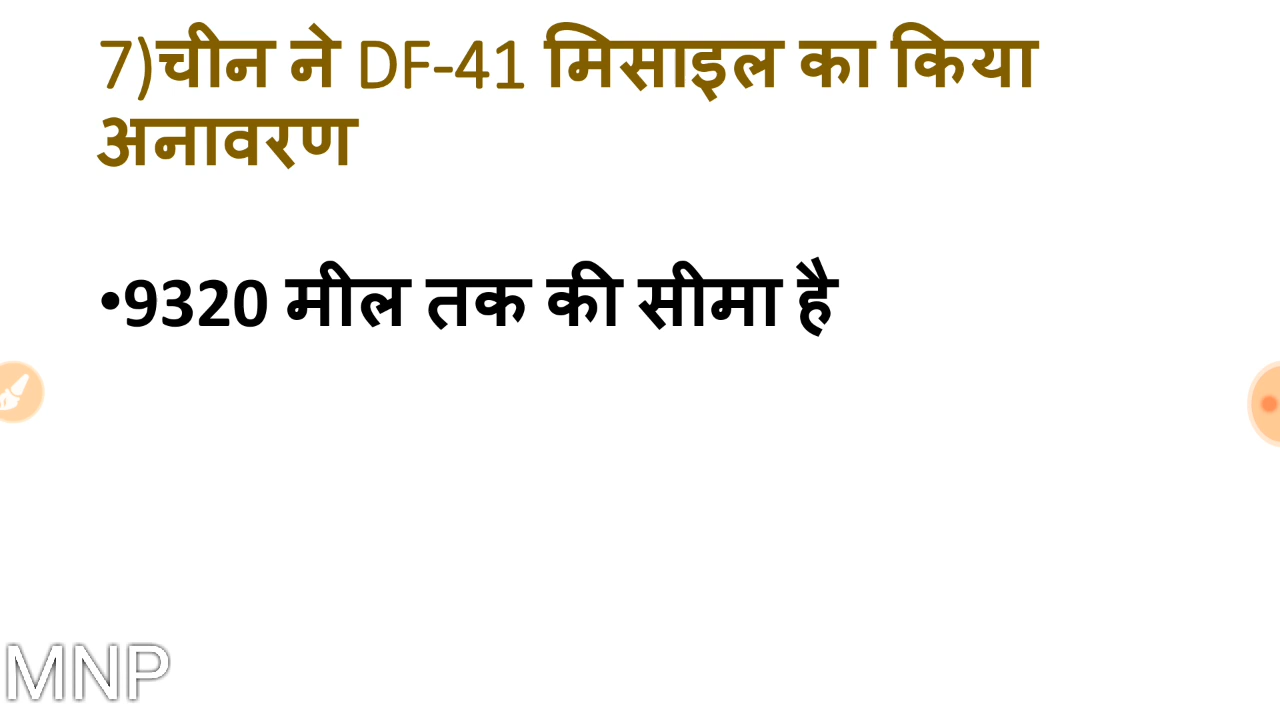 7)चीन ने DF-41 मिसाइल का किया
अनावरण
•9320 मील तक की सीमा है
MNP